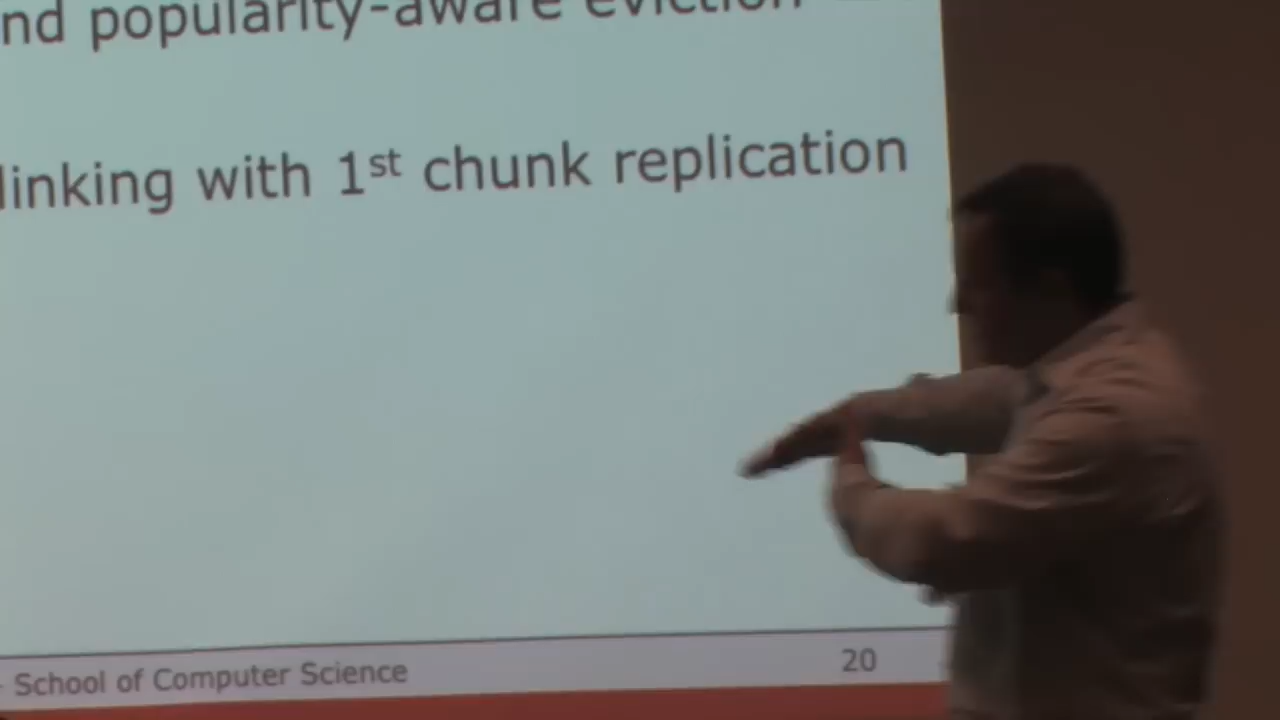 nd popularity-aware eviction
linking with 1st chunk replication
- School of Computer Science 20